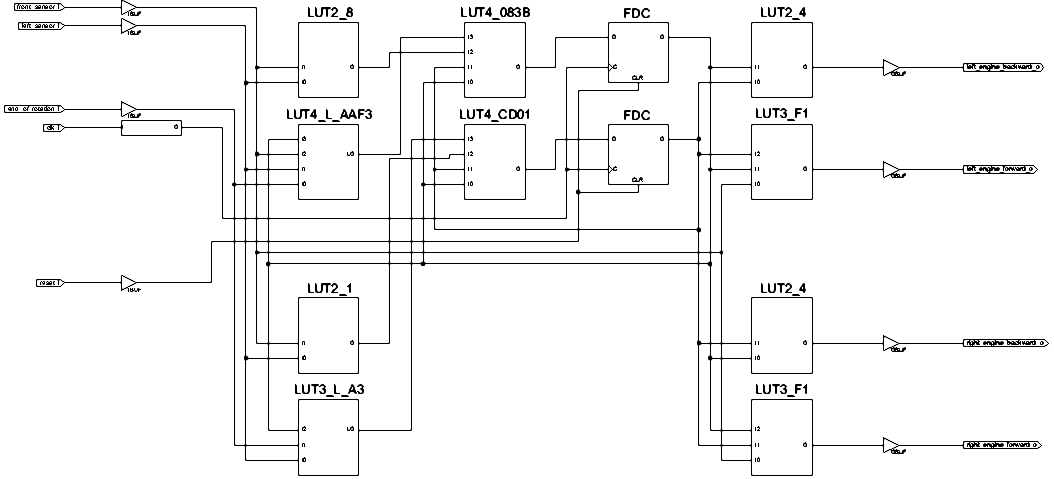 front_sensor_i
IBUF
LUT2_8
LUT4_083B
FDC
LUT2_4
left_sensor_i
IBUF
I3
D
Q
I1
O
I2
I1
O
I1
O
C
I1
O
OBUF
left_engine_backward_o
I0
I0
CLR
I0
end_of_rotation_i
IBUF
LUT4_L_AAF3
LUT4_CD01
FDC
LUT3_F1
clk_i
O
I3
I3
D
Q
I2
LO
I2
I2
I1
I1
O
C
I1
O
OBUF
left_engine_forward_o
I0
I0
CLR
I0
reset_i
IBUF
LUT2_1
LUT2_4
I1
O
I1
O
OBUF
right_engine_backward_o
I0
I0
LUT3_L_A3
LUT3_F1
I2
LO
I2
I1
I1
O
OBUF
right_engine_forward_o
I0
I0